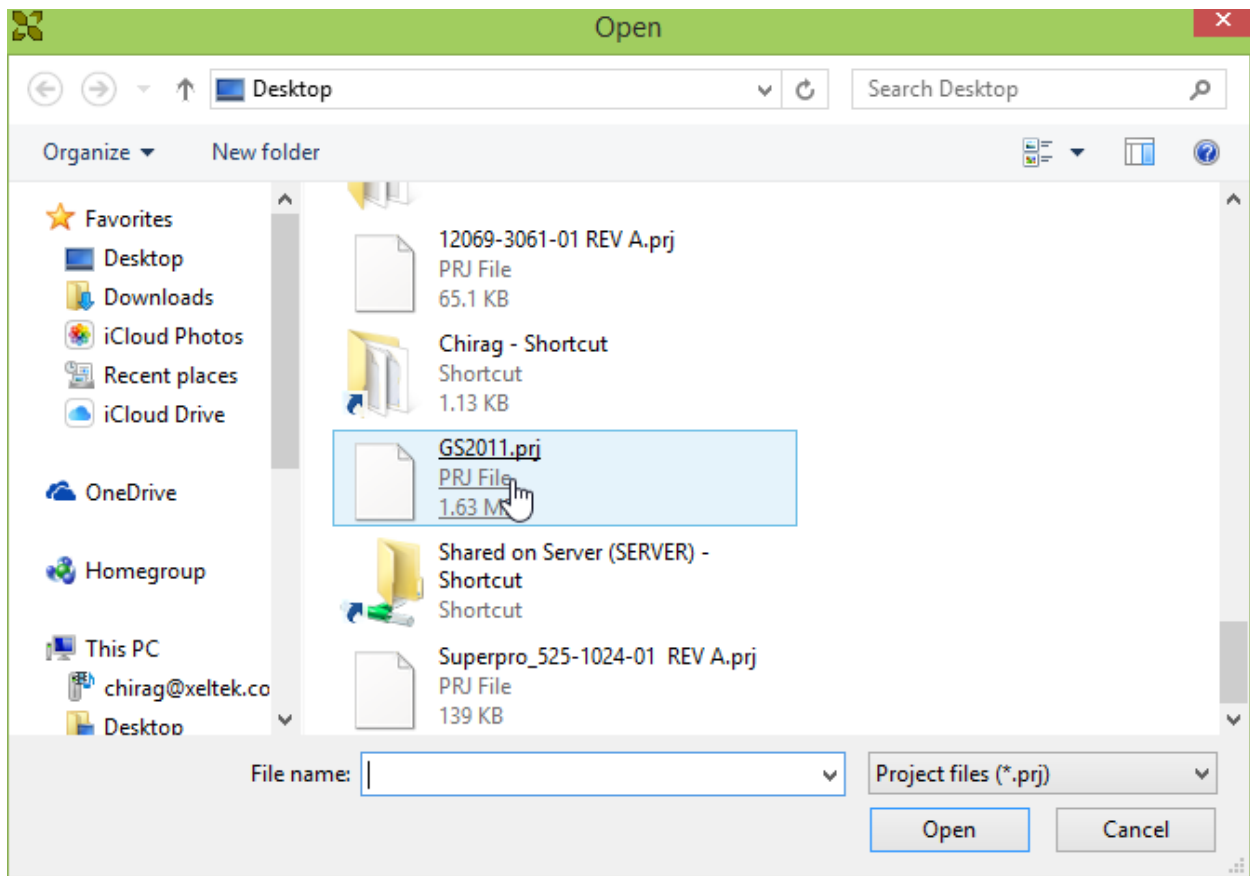 Open
Desktop
Search Desktop
Organize
New folder
Favorites
Desktop
Downloads
iCloud Photos
Recent places
iCloud Drive
OneDrive
Homegroup
This PC
chirag@xeltek.co
Desktop
12069-3061-01 REV A.prj
PRJ File
65.1 KB
Chirag - Shortcut
Shortcut
1.13 KB
GS2011.prj
PRJ File
1.63 M
Shared on Server (SERVER) -
Shortcut
Shortcut
Superpro_525-1024-01 REV A.prj
PRJ File
139 KB
File name:
Project files (*.prj)
Open
Cancel